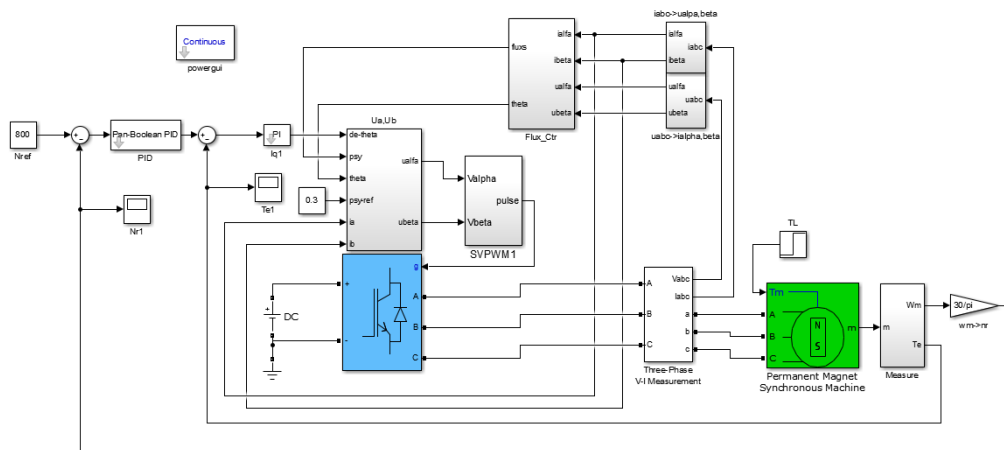 iabc->ualpa,beta
Continuous
powergui
fluxs
theta
ialfa
ibeta
ualfa
ubeta
Flux_Ctr
ialfa
iabc
ibeta
ualfa
uabc
ubeta
uabc->ialpha,beta
800
Nref
Pan-Boolean PID
PID
PI
Iq1
Te1
Nr1
0.3
Ua,Ub
de-theta
psy
theta
psy-ref
ia
ib
ualfa
ubeta
Valpha
pulse
Vbeta
SVPWM1
DC
+
+
-
g
A
B
C
A
B
C
Vabc
Iabc
a
b
c
Three-Phase
V-I Measurement
TL
Tm
A
B
C
N
S
m
Permanent Magnet
Synchronous Machine
m
Wm
Te
Measure
30/pi
wm->nr